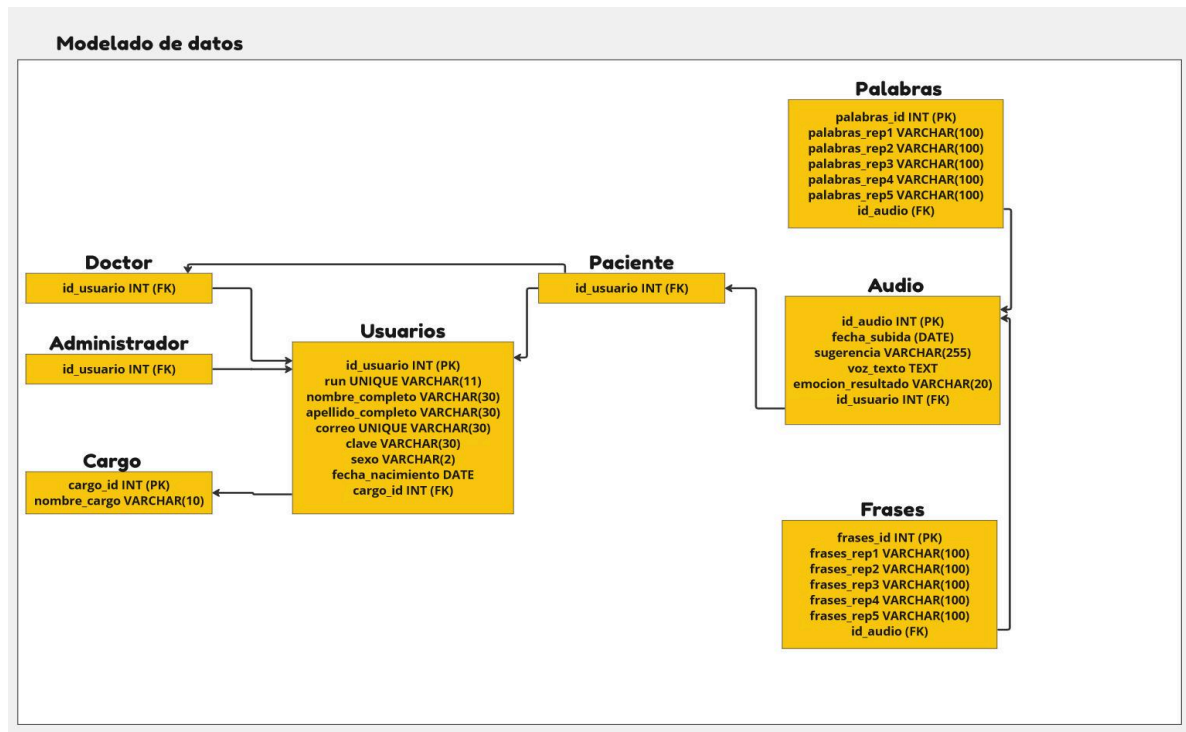 Modelado de datos
Palabras
palabras_id INT (PK)
palabras_rep1 VARCHAR(100)
palabras_rep2 VARCHAR(100)
palabras_rep3 VARCHAR(100)
palabras_rep4 VARCHAR(100)
palabras_rep5 VARCHAR(100)
id_audio (FK)
Doctor
id_usuario INT (FK)
Paciente
id_usuario INT (FK)
Audio
id_audio INT (PK)
fecha_subida (DATE)
sugerencia VARCHAR(255)
voz_texto TEXT
emocion_resultado VARCHAR(20)
id_usuario INT (FK)
Administrador
id_usuario INT (FK)
Usuarios
id_usuario INT (PK)
run UNIQUE VARCHAR(11)
nombre_completo VARCHAR(30)
apellido_completo VARCHAR(30)
correo UNIQUE VARCHAR(30)
clave VARCHAR(30)
sexo VARCHAR(2)
fecha_nacimiento DATE
cargo_id INT (FK)
Cargo
cargo_id INT (PK)
nombre_cargo VARCHAR(10)
Frases
frases_id INT (PK)
frases_rep1 VARCHAR(100)
frases_rep2 VARCHAR(100)
frases_rep3 VARCHAR(100)
frases_rep4 VARCHAR(100)
frases_rep5 VARCHAR(100)
id_audio (FK)